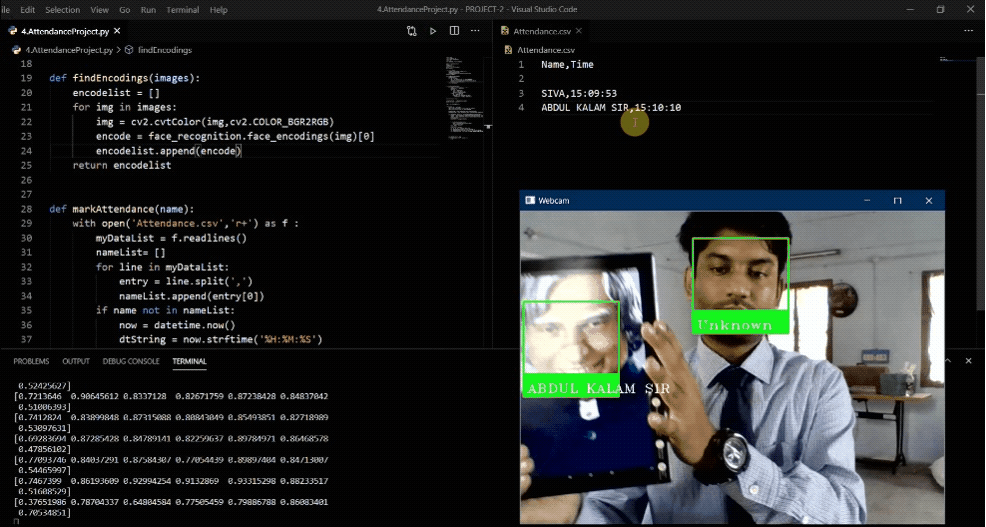 ile Edit Selection View Go Run Terminal Help
4.AttendanceProject.py - PROJECT-2 - Visual Studio Code
4.AttendanceProject.py
4.AttendanceProject.py > findEncodings
18
19 def findEncodings(images):
20 encodelist = []
21 for img in images:
22 img = cv2.cvtColor(img,cv2.COLOR_BGR2RGB)
23 encode = face_recognition.face_encodings(img)[0]
24 encodelist.append(encode)
25 return encodelist
26
27
28 def markAttendance(name):
29 with open('Attendance.csv','r+') as f :
30 myDataList = f.readlines()
31 nameList= []
32 for line in myDataList:
33 entry = line.split(',')
34 nameList.append(entry[0])
35 if name not in nameList:
36 now = datetime.now()
37 dtString = now.strftime('%H:%M:%S')
Attendance.csv
Attendance.csv
1 Name,Time
2
3 SIVA,15:09:53
4 ABDUL KALAM SIR,15:10:10
PROBLEMS OUTPUT DEBUG CONSOLE TERMINAL
0.52425627]
[0.7213646 0.90645612 0.8337128 0.82671759 0.87238428 0.84837042
0.51006393]
[0.7412824 0.83899848 0.87315088 0.80843049 0.85493851 0.82718989
0.53097631]
[0.69283694 0.87285428 0.84789141 0.82259637 0.89784971 0.86468578
0.47856102]
[0.77093746 0.84037291 0.87584307 0.77054439 0.89897404 0.84713007
0.54465997]
[0.7467399 0.86193609 0.92994254 0.9132869 0.93315298 0.88233517
0.51608529]
[0.37651986 0.78704337 0.64804584 0.77505459 0.79886788 0.86083401
0.70534851]
Webcam
Unknown
ABDUL KALAM SIR